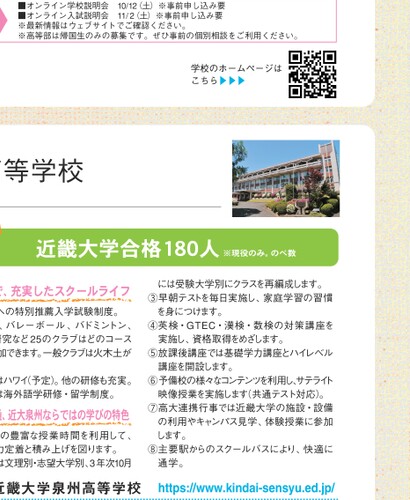 ■オンライン学校説明会　10/12（土）※事前申し込み要
■オンライン入試説明会　11/2（土）※事前申し込み要
※最新情報はウェブサイトでご確認ください。
※高等部は帰国生のみの募集です。ぜひ事前の個別相談をご利用ください。
学校のホームページは
こちら▶▶▶
等学校
近畿大学合格180人 ※現役のみ、のべ数
、充実したスクールライフ
への特別推薦入学試験制度。
、バレーボール、バドミントン、
研究など25のクラブはどのコース
加できます。一般クラブは火木土が
はハワイ（予定）。他の研修も充実。
は海外語学研修・留学制度。
、近大泉州ならではの学びの特色
の豊富な授業時間を利用して、
力定着と積み上げを図ります。
は文理別・志望大学別、3年次10月
には受験大学別にクラスを再編成します。
③早朝テストを毎日実施し、家庭学習の習慣
を身につけます。
④英検・GTEC・漢検・数検の対策講座を
実施し、資格取得をめざします。
⑤放課後講座では基礎学力講座とハイレベル
講座を開設します。
⑥予備校の様々なコンテンツを利用し、サテライト
映像授業を実施します（共通テスト対応）。
⑦高大連携行事では近畿大学の施設・設備
の利用やキャンパス見学、体験授業に参加
します。
⑧主要駅からのスクールバスにより、快適に
通学。
近畿大学泉州高等学校　https://www.kindai-sensyu.ed.jp/